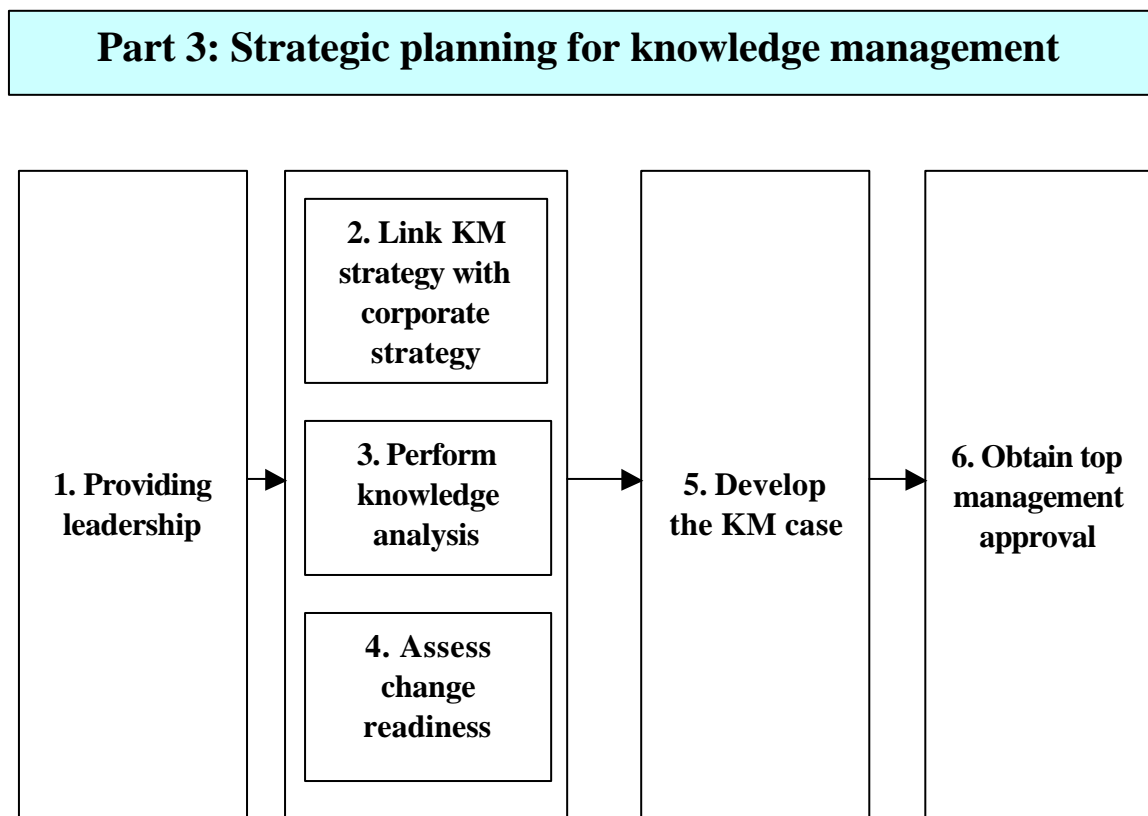 Part 3: Strategic planning for knowledge management
1. Providing
leadership
2. Link KM
strategy with
corporate
strategy
3. Perform
knowledge
analysis
4. Assess
change
readiness
5. Develop
the KM case
6. Obtain top
management
approval